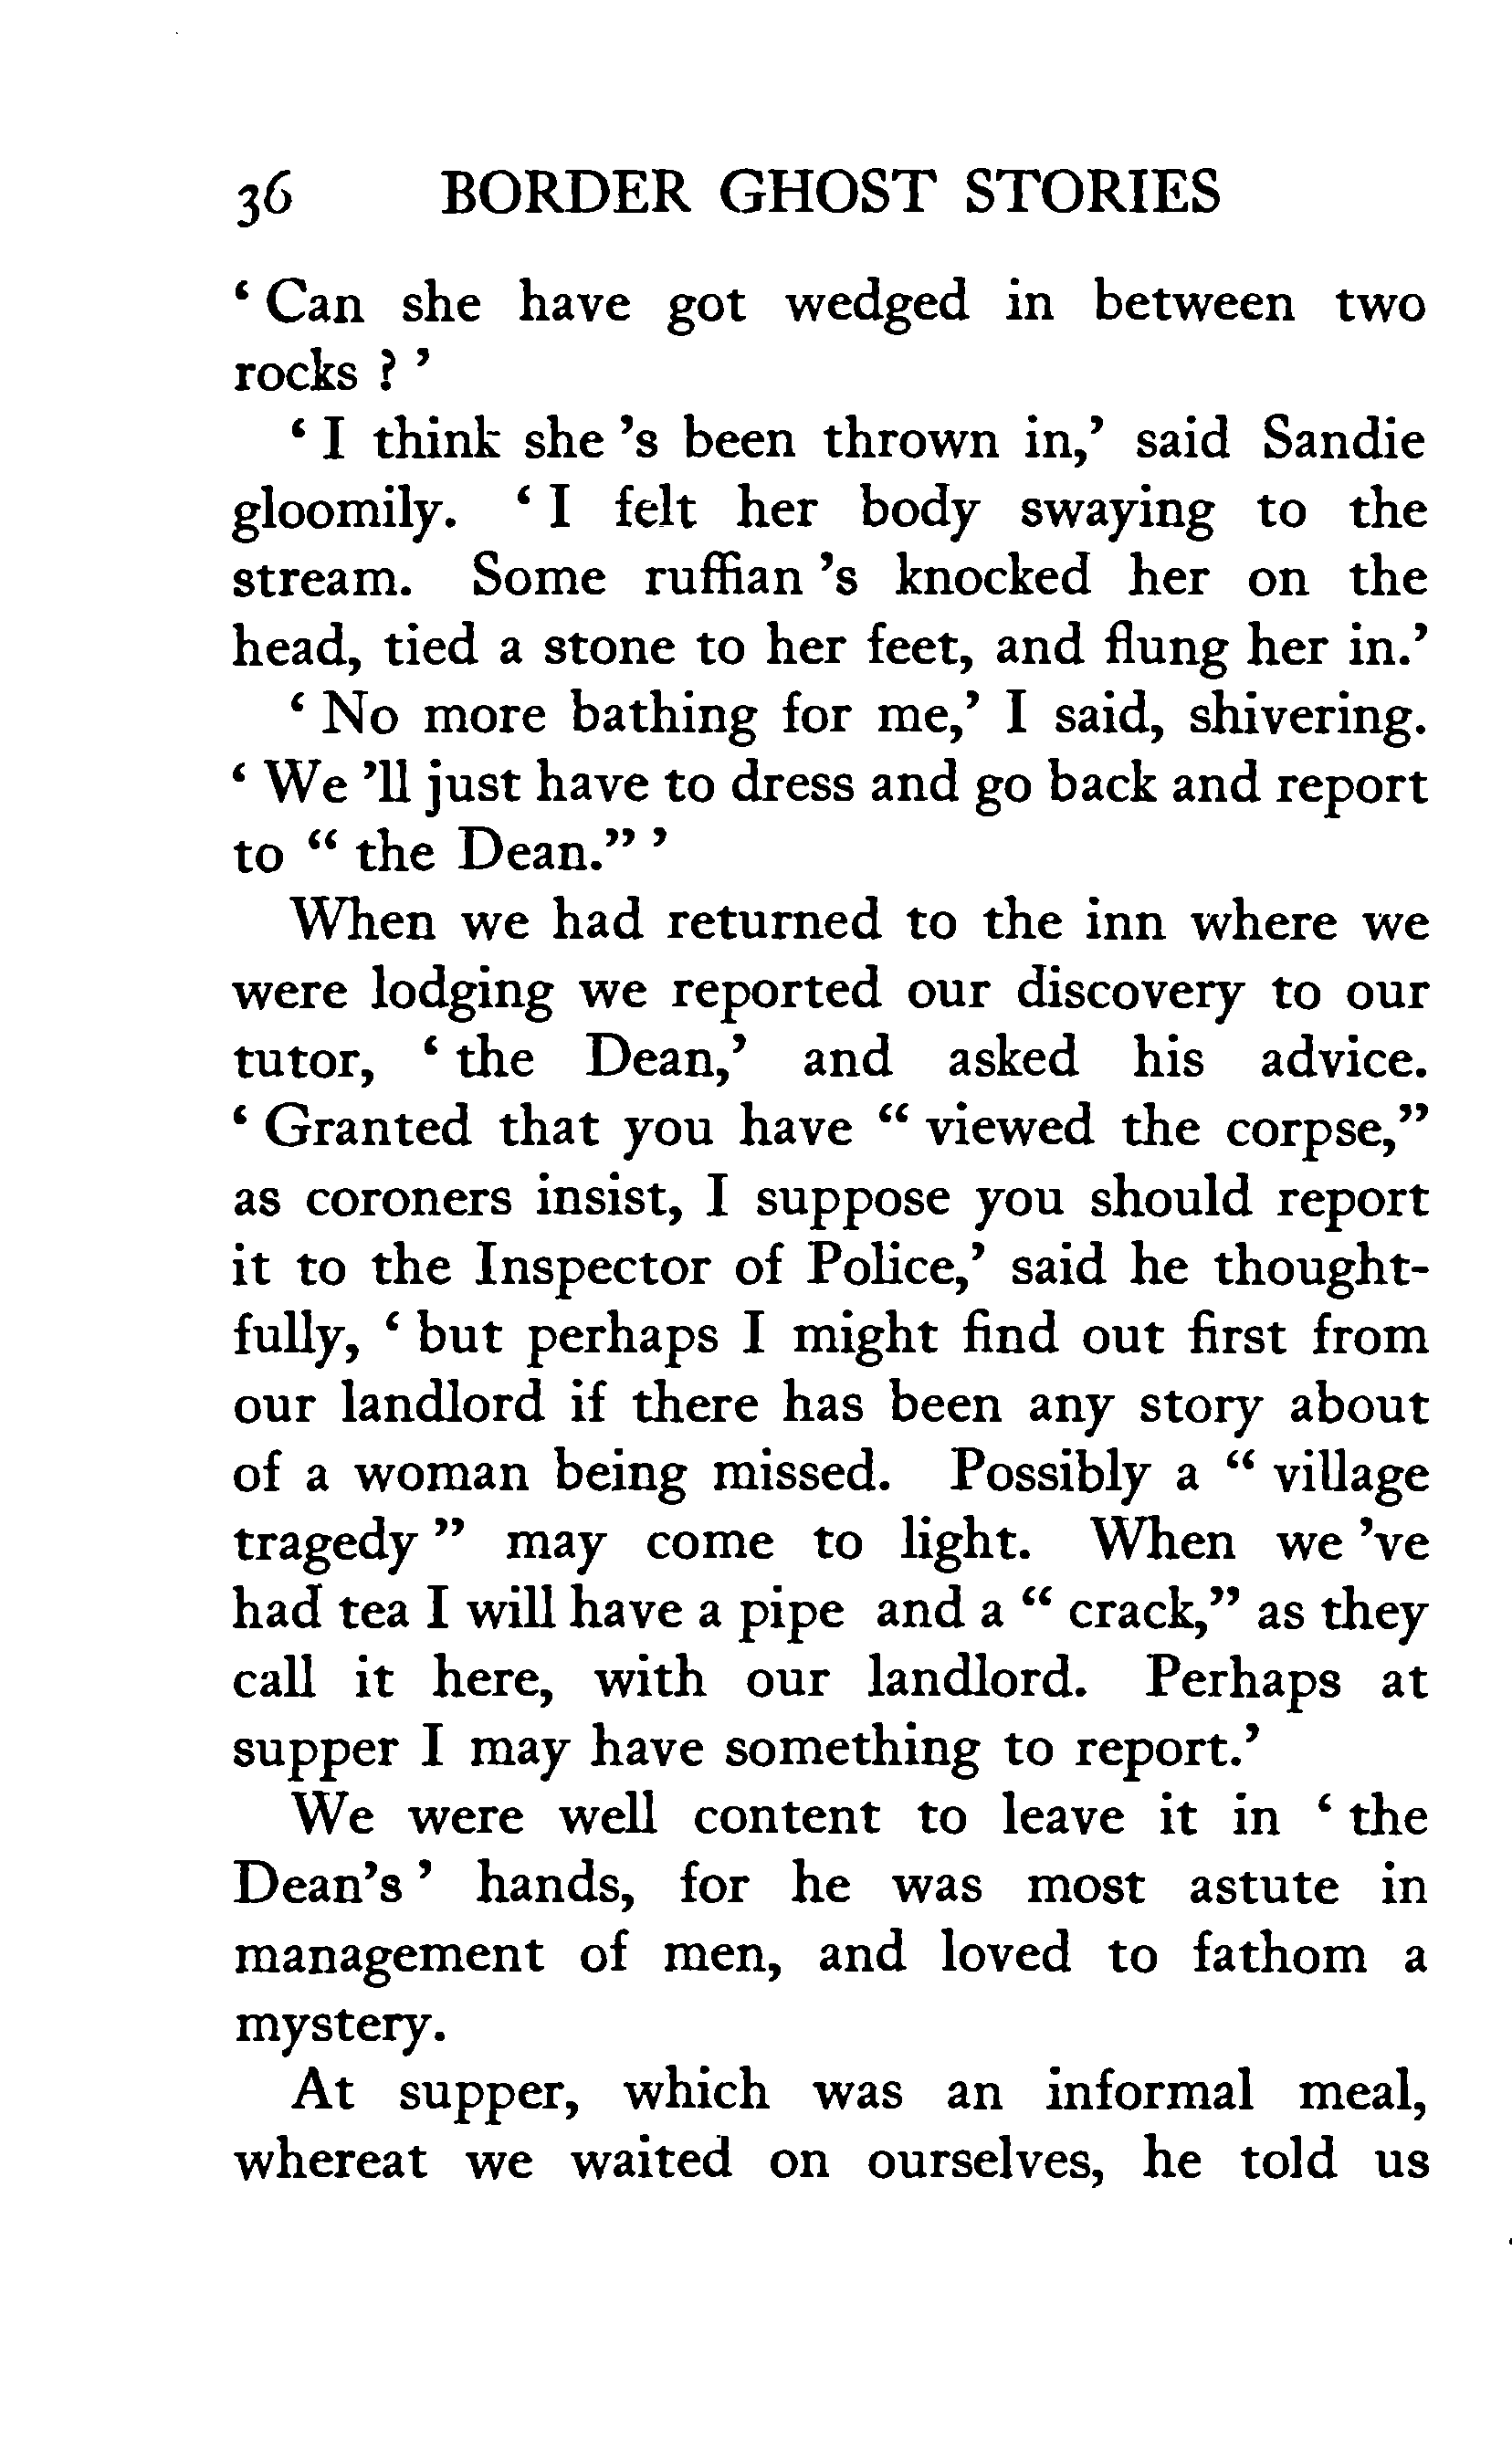 36 BORDER GHOST STORIES
‘ Can she have got wedged in between two
rocks ? ’
‘ I think she ’s been thrown in,’ said Sandie
gloomily. ‘ I felt her body swaying to the
stream. Some ruffian ’s knocked her on the
head, tied a stone to her feet, and flung her in.’
‘ No more bathing for me,’ I said, shivering.
‘ We ’ll just have to dress and go back and report
to “ the Dean.” ’
When we had returned to the inn where we
were lodging we reported our discovery to our
tutor, ‘ the Dean,’ and asked his advice.
‘ Granted that you have “ viewed the corpse,”
as coroners insist, I suppose you should report
it to the Inspector of Police,’ said he thought-
fully, ‘ but perhaps I might find out first from
our landlord if there has been any story about
of a woman being missed. Possibly a “ village
tragedy ” may come to light. When we ’ve
had tea I will have a pipe and a “ crack,” as they
call it here, with our landlord. Perhaps at
supper I may have something to report.’
We were well content to leave it in ‘ the
Dean’s ’ hands, for he was most astute in
management of men, and loved to fathom a
mystery.
At supper, which was an informal meal,
whereat we waited on ourselves, he told us